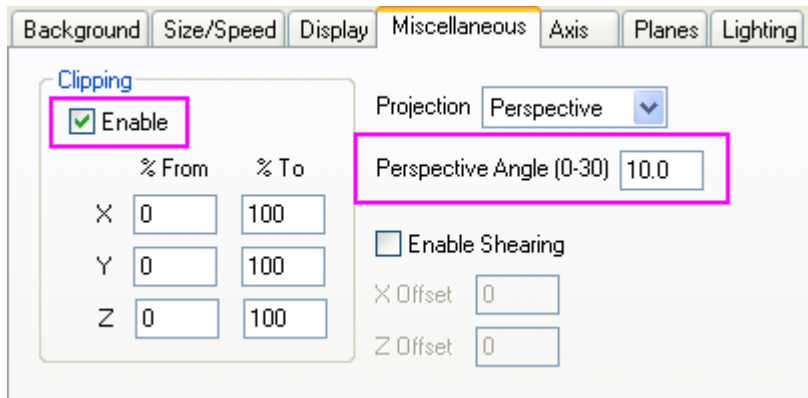 Background Size/Speed Display Miscellaneous Axis Planes Lighting
Clipping
Enable
% From % To
X 0 100
Y 0 100
Z 0 100
Projection Perspective
Perspective Angle (0-30) 10.0
Enable Shearing
X Offset 0
Z Offset 0